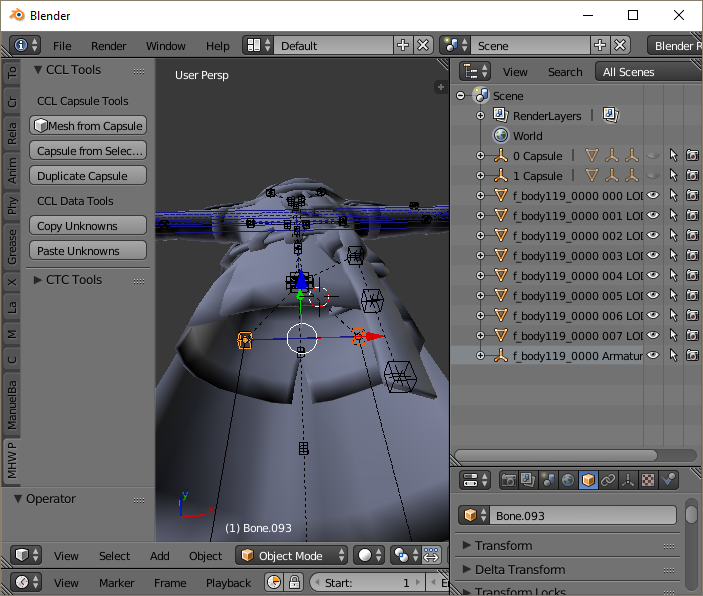 Blender
File Render Window Help Default Scene Blender R
To
Cr
Rela
Anim
Phy
Grease
X
La
M
C
ManuelBa
MHW P
CCL Tools
CCL Capsule Tools
Mesh from Capsule
Capsule from Selec...
Duplicate Capsule
CCL Data Tools
Copy Unknowns
Paste Unknowns
CTC Tools
Operator
User Persp
y
(1) Bone.093
View Select Add Object Object Mode
View Marker Frame Playback Start: 1 E
View Search All Scenes
Scene
RenderLayers
World
0 Capsule
1 Capsule
f_body119_0000 000 LOD
f_body119_0000 001 LOD
f_body119_0000 002 LOD
f_body119_0000 003 LOD
f_body119_0000 004 LOD
f_body119_0000 005 LOD
f_body119_0000 006 LOD
f_body119_0000 007 LOD
f_body119_0000 Armatur
Bone.093
Transform
Delta Transform
Transform Locks